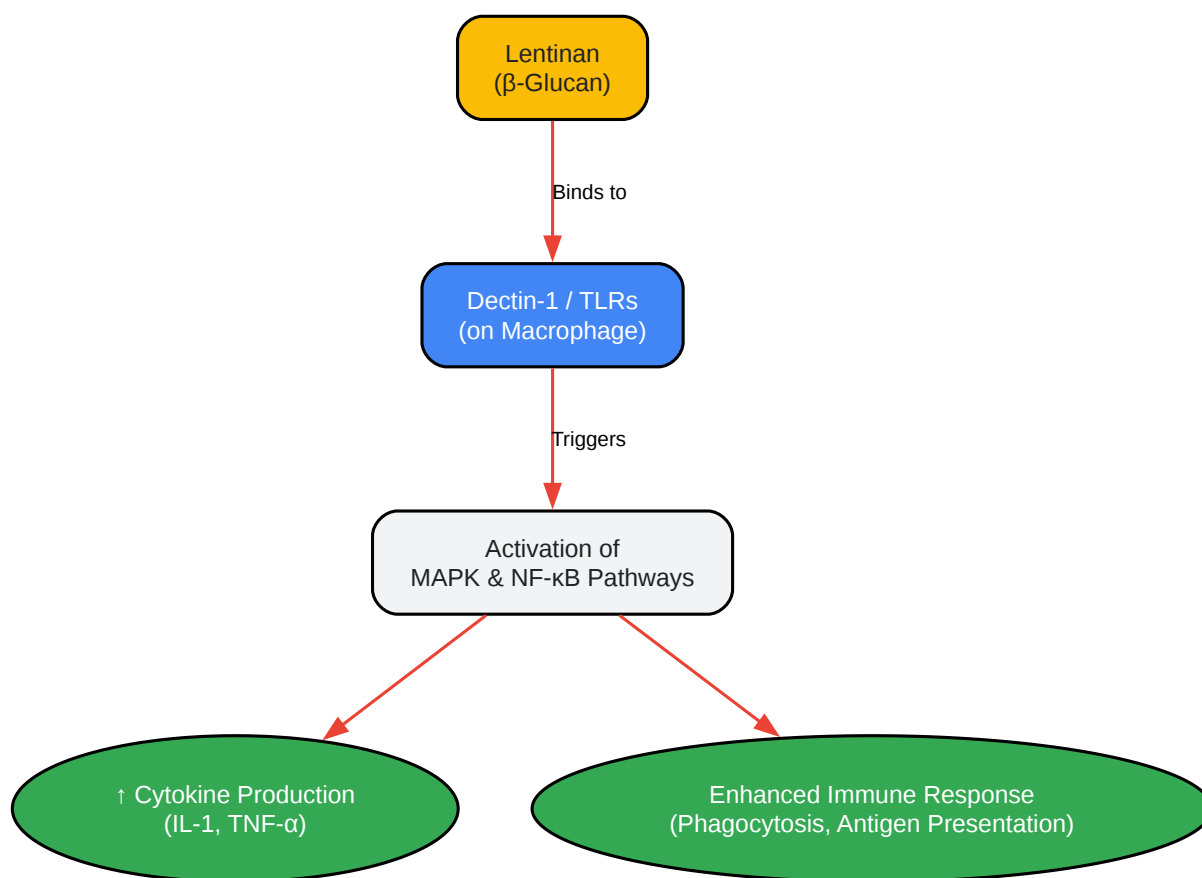 Lentinan
(β-Glucan)
Binds to
Dectin-1 / TLRs
(on Macrophage)
Triggers
Activation of
MAPK & NF-κB Pathways
↑ Cytokine Production
(IL-1, TNF-α)
Enhanced Immune Response
(Phagocytosis, Antigen Presentation)